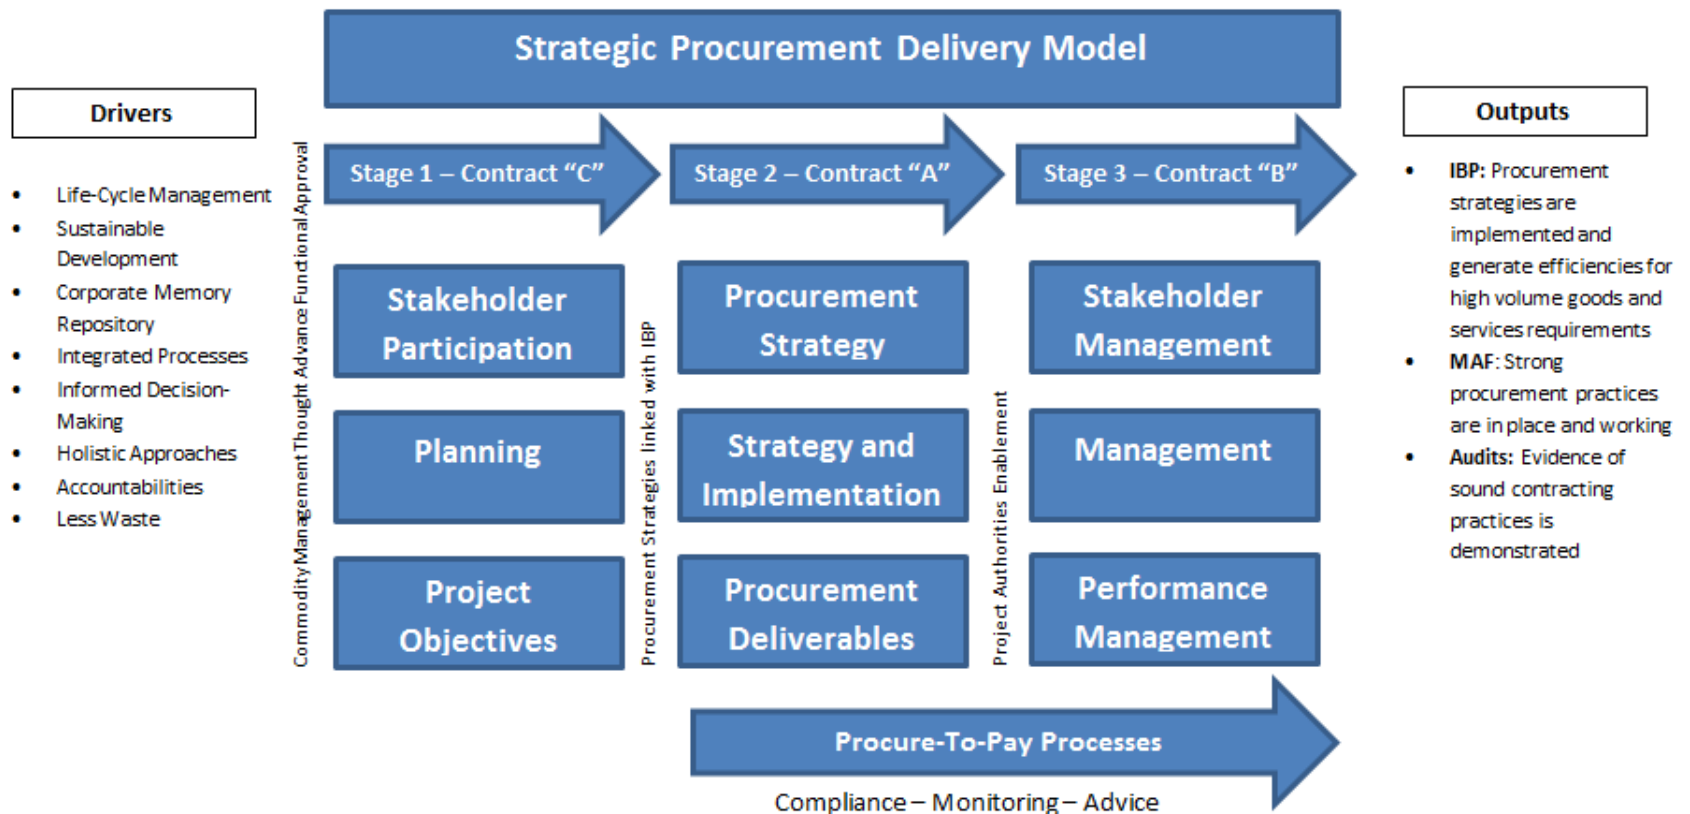 Strategic Procurement Delivery Model
Drivers
• Life-Cycle Management
• Sustainable
Development
• Corporate Memory
Repository
• Integrated Processes
• Informed Decision-
Making
• Holistic Approaches
• Accountabilities
• Less Waste
Commodity Management Thought Advance Functional Approval
Stage 1 – Contract “C”
Stakeholder
Participation
Planning
Project
Objectives
Procurement Strategies linked with IBP
Stage 2 – Contract “A”
Procurement
Strategy
Strategy and
Implementation
Procurement
Deliverables
Project Authorities Enablement
Stage 3 – Contract “B”
Stakeholder
Management
Management
Performance
Management
Procure-To-Pay Processes
Compliance – Monitoring – Advice
Outputs
• IBP: Procurement
strategies are
implemented and
generate efficiencies for
high volume goods and
services requirements
• MAF: Strong
procurement practices
are in place and working
• Audits: Evidence of
sound contracting
practices is
demonstrated